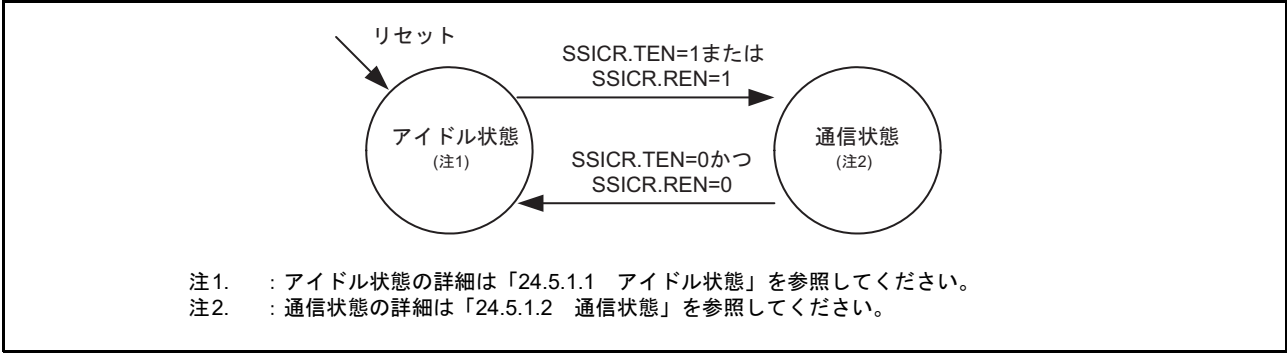 リセット
SSICR.TEN=1または
SSICR.REN=1
アイドル状態
(注1)
通信状態
(注2)
SSICR.TEN=0かつ
SSICR.REN=0
注1. : アイドル状態の詳細は「24.5.1.1 アイドル状態」を参照してください。
注2. : 通信状態の詳細は「24.5.1.2 通信状態」を参照してください。